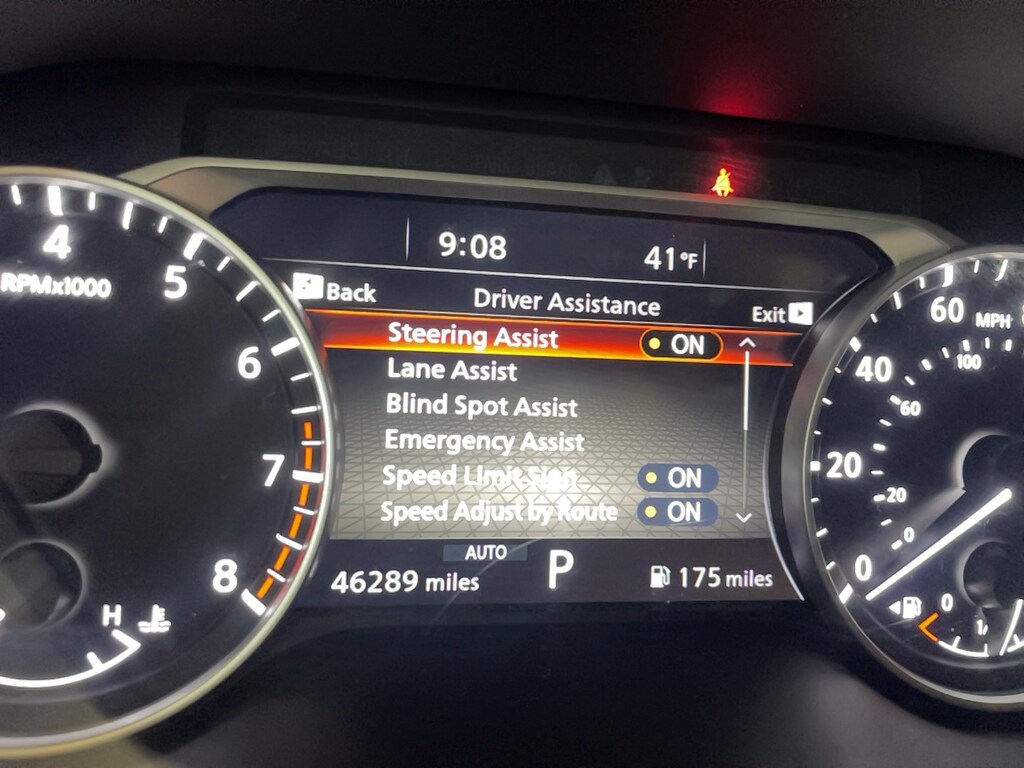 9:08 41°F
Back Driver Assistance Exit
Steering Assist ON
Lane Assist
Blind Spot Assist
Emergency Assist
Speed Limit Sign ON
Speed Adjust by Route ON
AUTO
46289 miles P 175 miles
4
RPMx1000
5
6
7
8
H
60
MPH
100
40
60
20
20
0
0
0